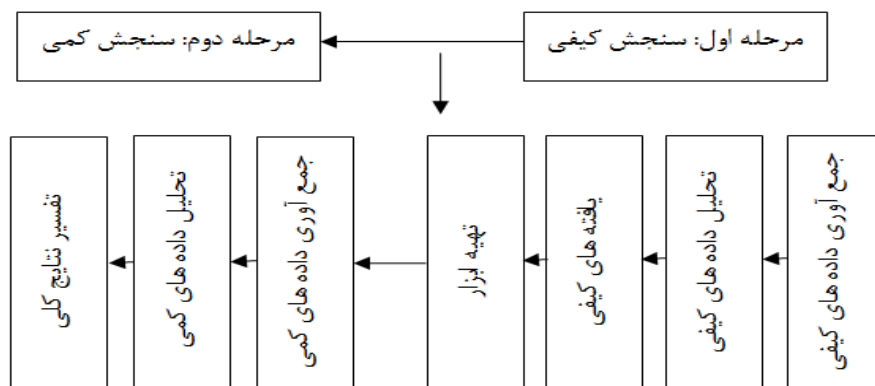 مرحله اول: سنجش کیفی
مرحله دوم: سنجش کمی
جمع آوری داده های کیفی
تحلیل داده های کیفی
یافته های کیفی
تهیه ابزار
جمع آوری داده های کمی
تحلیل داده های کمی
تفسیر نتایج کلی